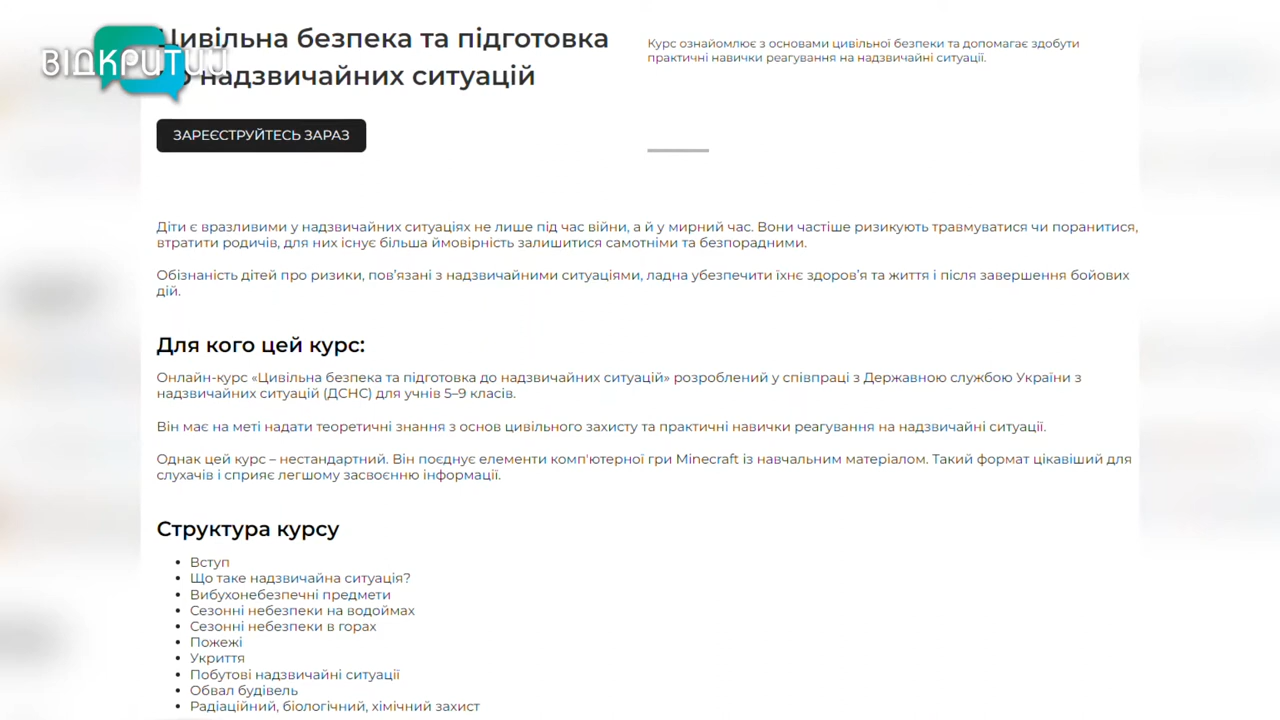 ВІДКРИТИЙ
Цивільна безпека та підготовка
до надзвичайних ситуацій
ЗАРЕЄСТРУЙТЕСЬ ЗАРАЗ
Курс ознайомлює з основами цивільної безпеки та допомагає здобути
практичні навички реагування на надзвичайні ситуації.
Діти є вразливими у надзвичайних ситуаціях не лише під час війни, а й у мирний час. Вони частіше ризикують травмуватися чи поранитися,
втратити родичів, для них існує більша ймовірність залишитися самотніми та безпорадними.
Обізнаність дітей про ризики, пов’язані з надзвичайними ситуаціями, ладна убезпечити їхнє здоров’я та життя і після завершення бойових
дій.
Для кого цей курс:
Онлайн-курс «Цивільна безпека та підготовка до надзвичайних ситуацій» розроблений у співпраці з Державною службою України з
надзвичайних ситуацій (ДСНС) для учнів 5–9 класів.
Він має на меті надати теоретичні знання з основ цивільного захисту та практичні навички реагування на надзвичайні ситуації.
Однак цей курс – нестандартний. Він поєднує елементи комп'ютерної гри Minecraft із навчальним матеріалом. Такий формат цікавіший для
слухачів і сприяє легшому засвоєнню інформації.
Структура курсу
• Вступ
• Що таке надзвичайна ситуація?
• Вибухонебезпечні предмети
• Сезонні небезпеки на водоймах
• Сезонні небезпеки в горах
• Пожежі
• Укриття
• Побутові надзвичайні ситуації
• Обвал будівель
• Радіаційний, біологічний, хімічний захист